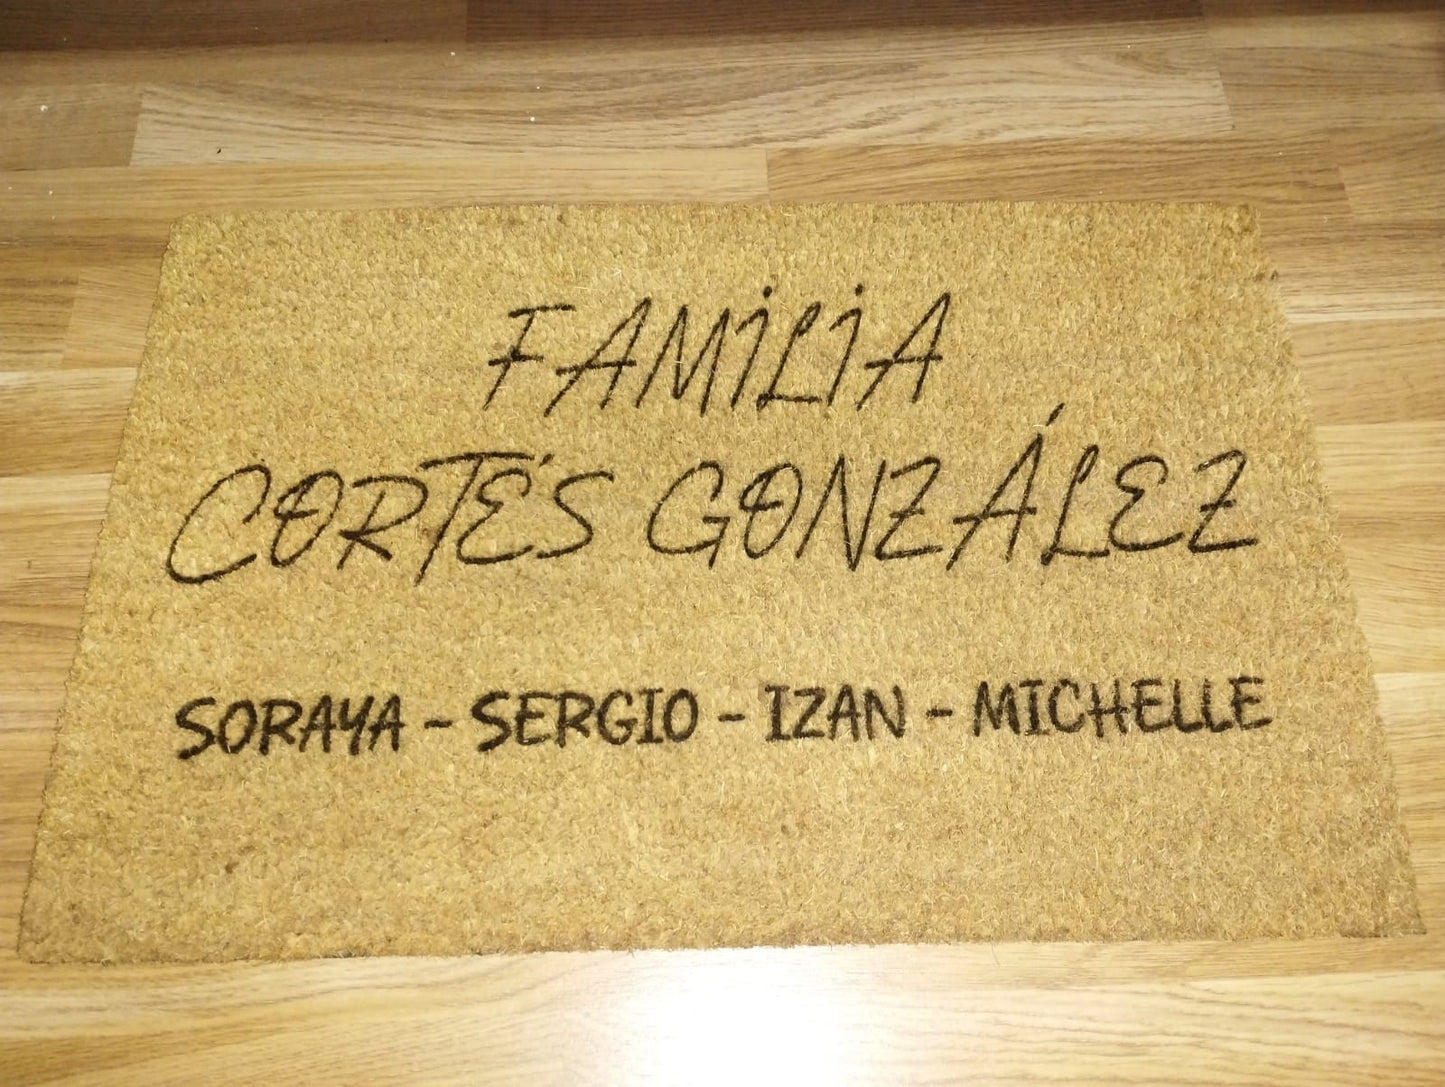 FAMILIA
CORTÉS GONZÁLEZ
SORAYA - SERGIO - IZAN - MICHELLE